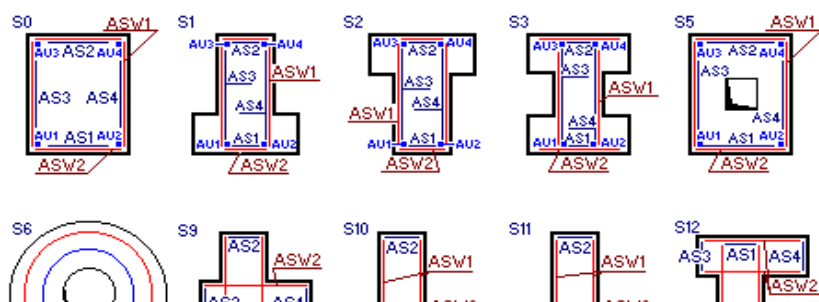 S0 ASW1
AU3 AS2 AU4
AS3 AS4
AU1 AS1 AU2
ASW2
S1
AU3 AS2 AU4
AS3 ASW1
AS4
AU1 AS1 AU2
ASW2
S2
AU3 AS2 AU4
AS3
AS4
ASW1
AU1 AS1 AU2
ASW2
S3
AU3 AS2 AU4
AS3
ASW1
AS4
AU1 AS1 AU2
ASW2
S5 ASW1
AU3 AS2 AU4
AS3
AS4
AU1 AS1 AU2
ASW2
S6
S9
AS2
ASW2
AS3 AS4
S10
AS2
ASW1
S11
AS2
ASW1
S12
AS3 AS1 AS4
ASW2